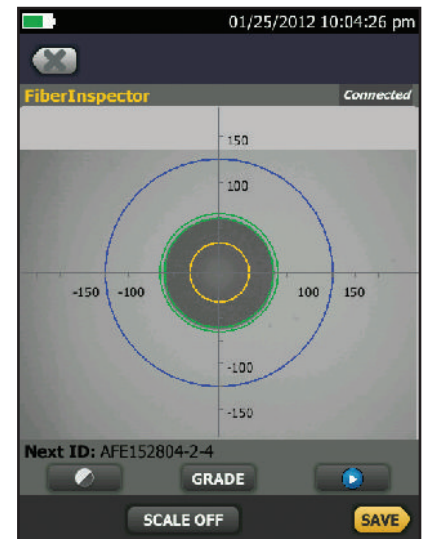 01/25/2012 10:04:26 pm
FiberInspector Connected
150
100
-150 -100 100 150
-100
-150
Next ID: AFE152804-2-4
GRADE
SCALE OFF SAVE